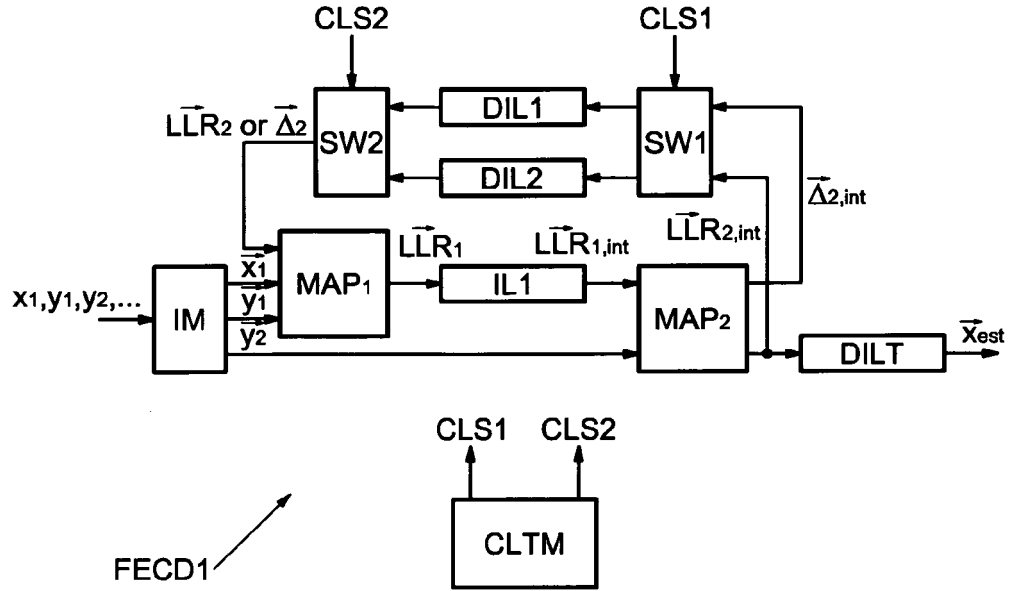 CLS2
CLS1
DIL1
LLR2 or Δ2
SW2
SW1
DIL2
Δ2,int
LLR2,int
LLR1
LLR1,int
x1
x1,y1,y2,...
IM
y1
MAP1
IL1
MAP2
y2
xest
DILT
CLS1
CLS2
CLTM
FECD1